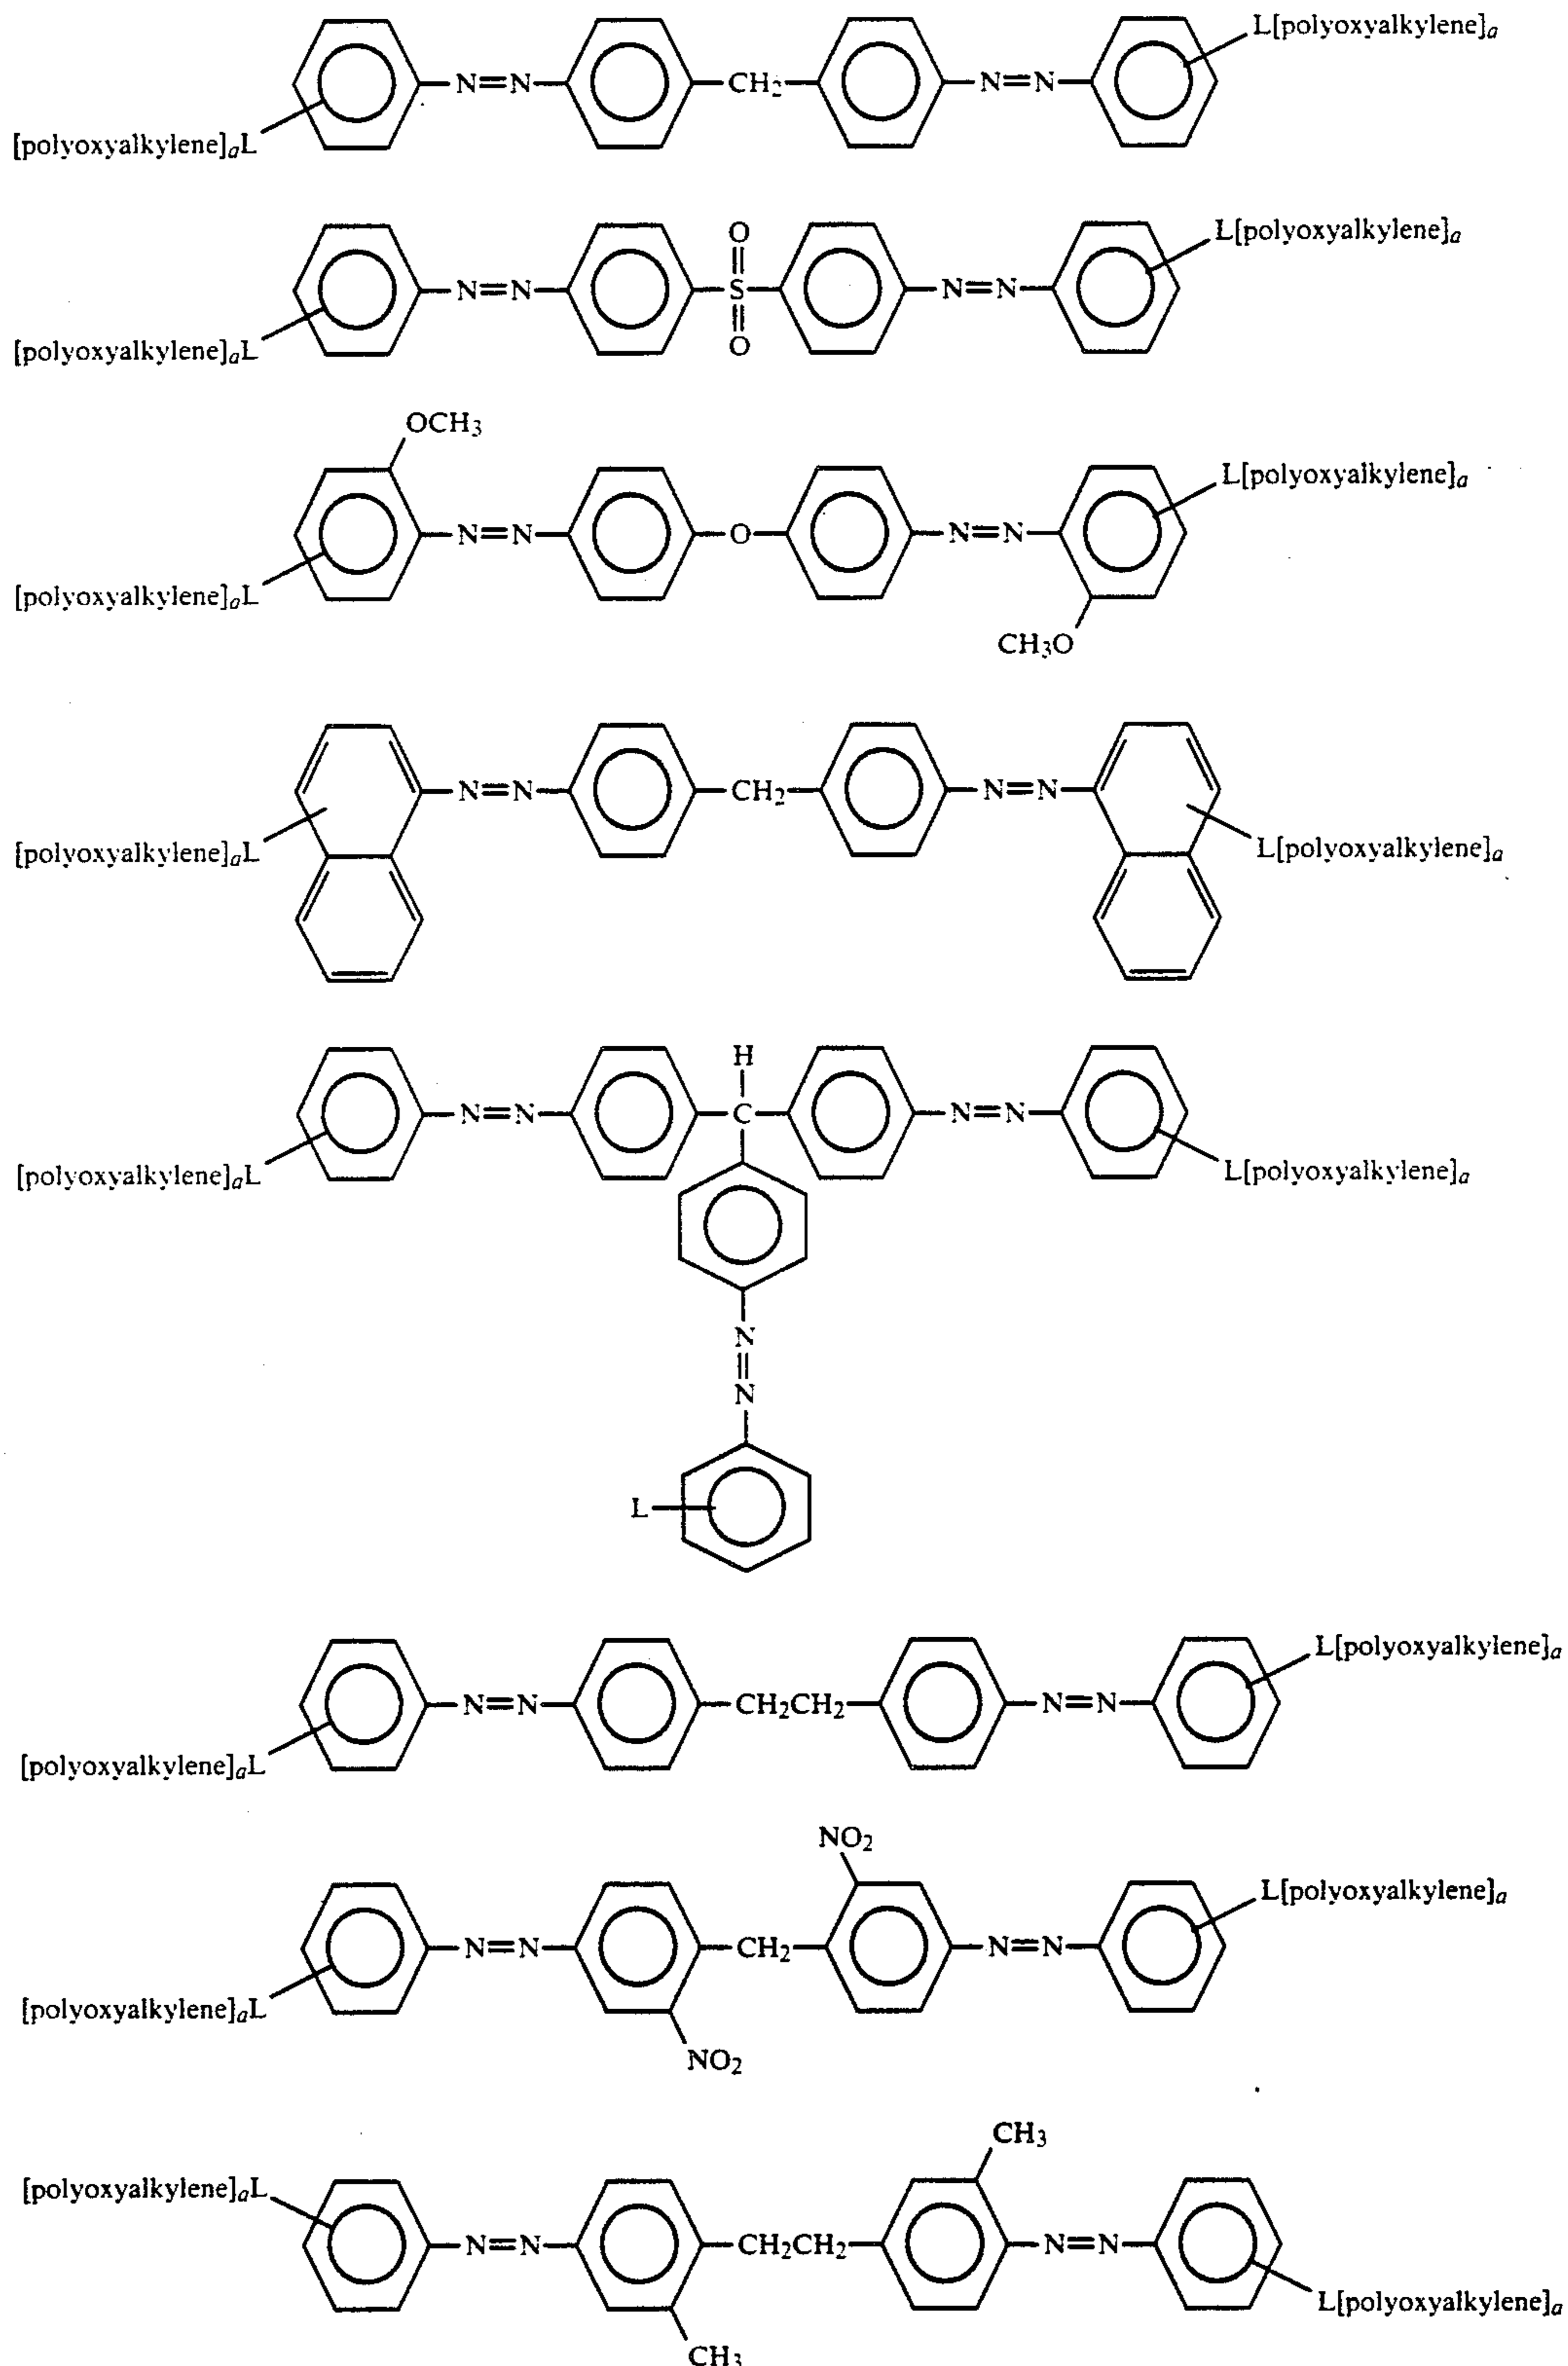 L[polyoxyalkylene]a
N=N CH2 N=N
[polyoxyalkylene]aL
O
L[polyoxyalkylene]a
N=N S N=N
O
[polyoxyalkylene]aL
OCH3
L[polyoxyalkylene]a
N=N O N=N
[polyoxyalkylene]aL
CH3O
N=N CH2 N=N
[polyoxyalkylene]aL L[polyoxyalkylene]a
H
N=N C N=N
[polyoxyalkylene]aL L[polyoxyalkylene]a
N
N
L
L[polyoxyalkylene]a
N=N CH2CH2 N=N
[polyoxyalkylene]aL
NO2
L[polyoxyalkylene]a
N=N CH2 N=N
[polyoxyalkylene]aL
NO2
CH3
[polyoxyalkylene]aL
N=N CH2CH2 N=N
L[polyoxyalkylene]a
CH3